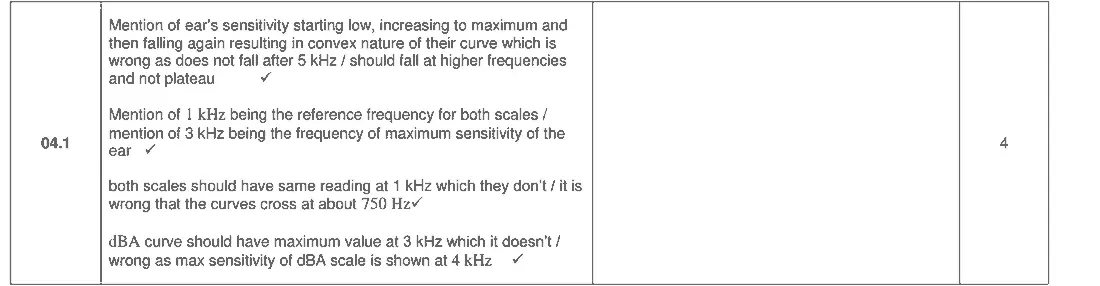 Mention of ear's sensitivity starting low, increasing to maximum and
then falling again resulting in convex nature of their curve which is
wrong as does not fall after 5 kHz / should fall at higher frequencies
and not plateau ✓
Mention of 1 kHz being the reference frequency for both scales /
mention of 3 kHz being the frequency of maximum sensitivity of the
04.1
4
ear ✓
both scales should have same reading at 1 kHz which they don't / it is
wrong that the curves cross at about 750 Hz✓
dBA curve should have maximum value at 3 kHz which it doesn't /
wrong as max sensitivity of dBA scale is shown at 4 kHz ✓